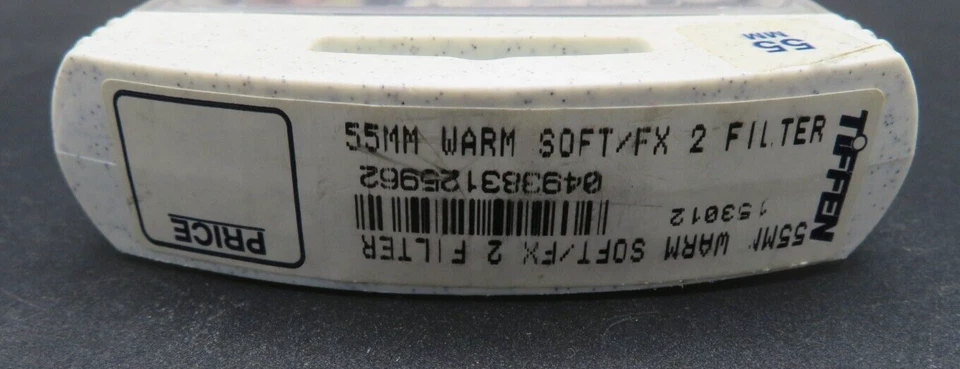 55 MM
55MM WARM SOFT/FX 2 FILTER
TIFFEN
049383125962
153012
55MM WARM SOFT/FX 2 FILTER
PRICE